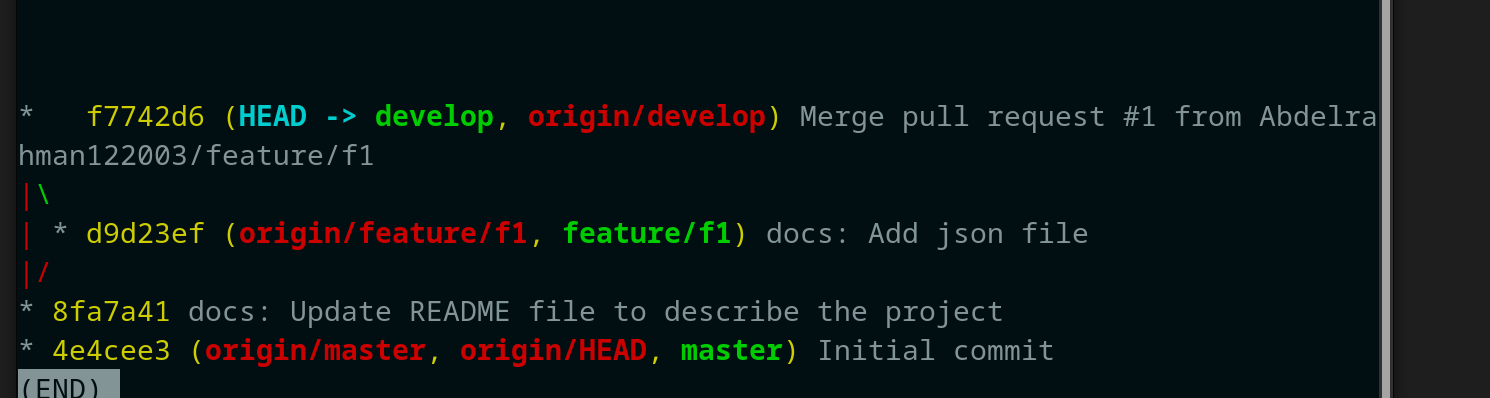 *   f7742d6 (HEAD -> develop, origin/develop) Merge pull request #1 from Abdelra
hman122003/feature/f1
|\
| * d9d23ef (origin/feature/f1, feature/f1) docs: Add json file
|/
* 8fa7a41 docs: Update README file to describe the project
* 4e4cee3 (origin/master, origin/HEAD, master) Initial commit
(END)